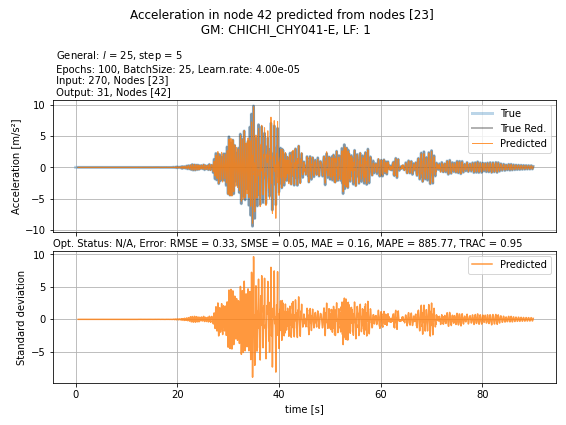 Acceleration in node 42 predicted from nodes [23]
GM: CHICHI_CHY041-E, LF: 1
General: l = 25, step = 5
Epochs: 100, BatchSize: 25, Learn.rate: 4.00e-05
Input: 270, Nodes [23]
Output: 31, Nodes [42]
Acceleration [m/s²]
10
5
0
−5
−10
True
True Red.
Predicted
Opt. Status: N/A, Error: RMSE = 0.33, SMSE = 0.05, MAE = 0.16, MAPE = 885.77, TRAC = 0.95
Standard deviation
10
5
0
−5
Predicted
0 20 40 60 80
time [s]